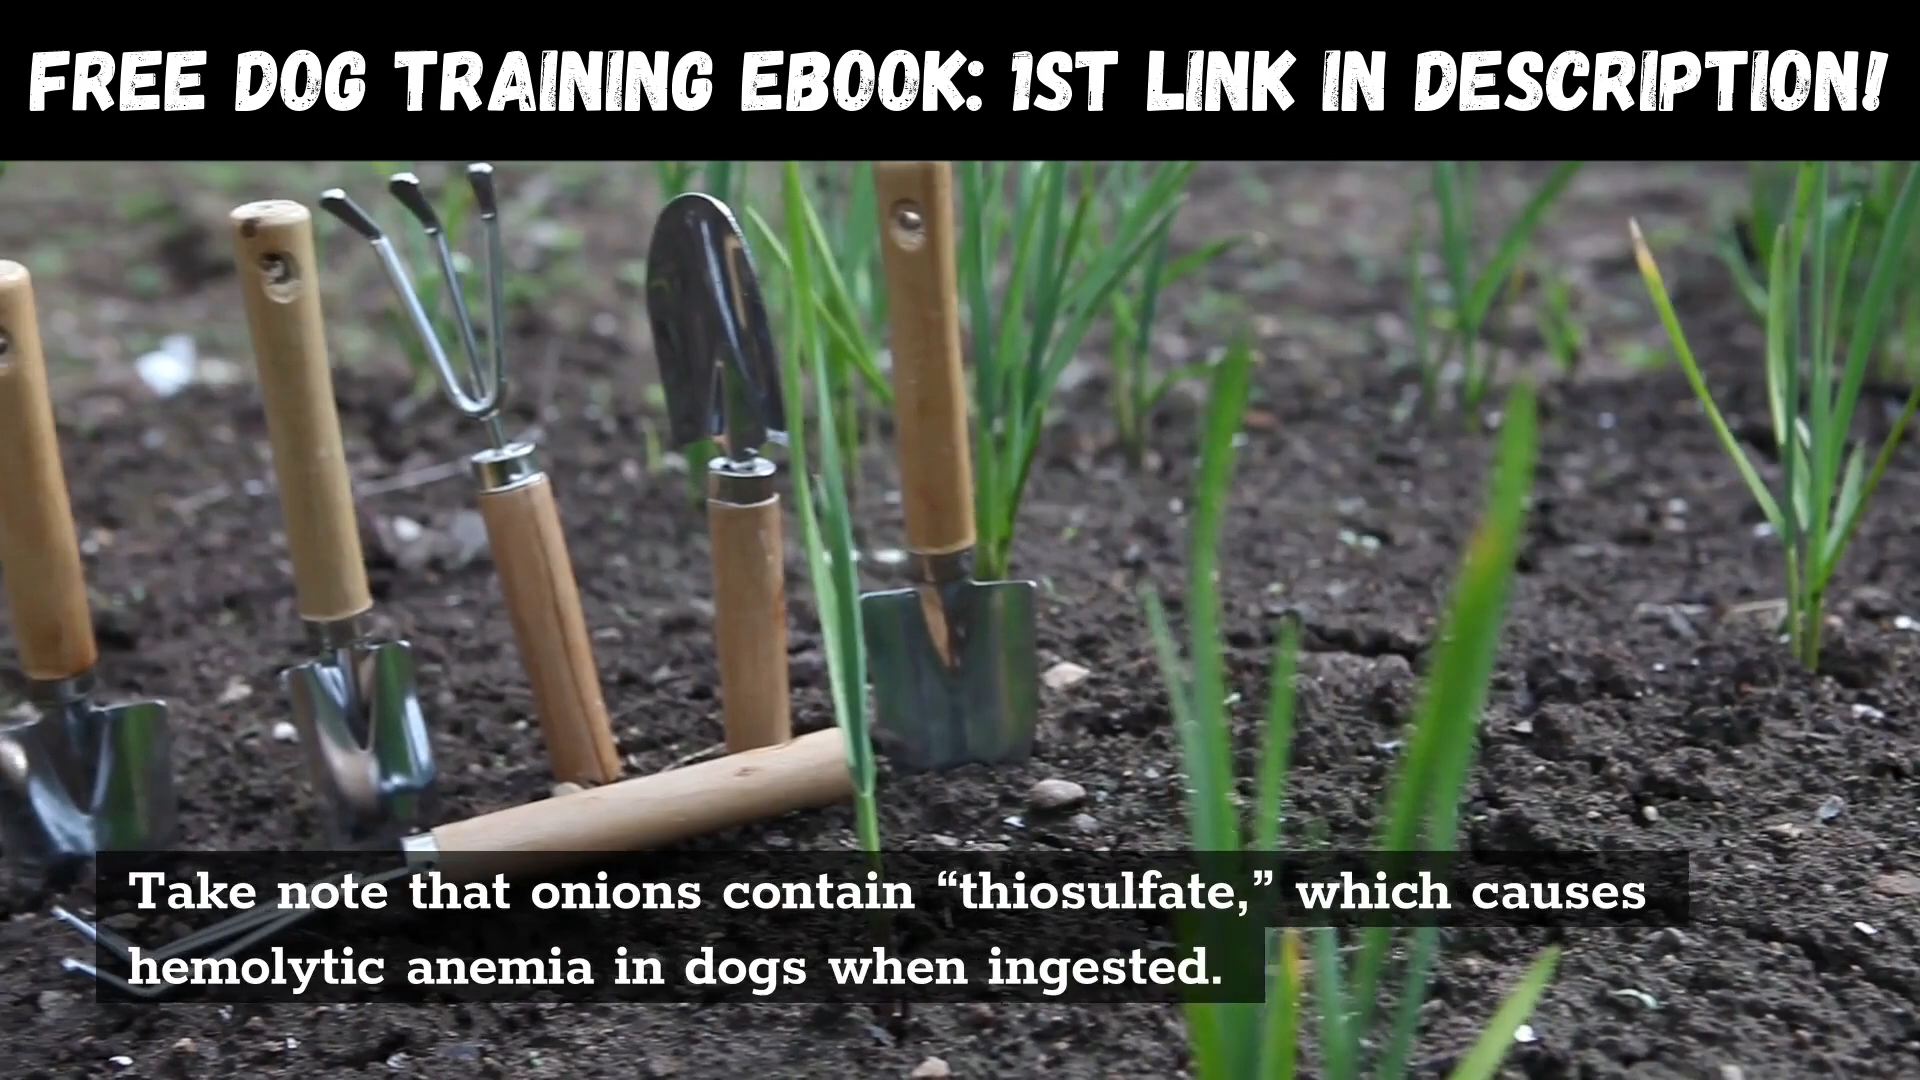 FREE DOG TRAINING EBOOK: 1ST LINK IN DESCRIPTION!
Take note that onions contain “thiosulfate,” which causes
hemolytic anemia in dogs when ingested.